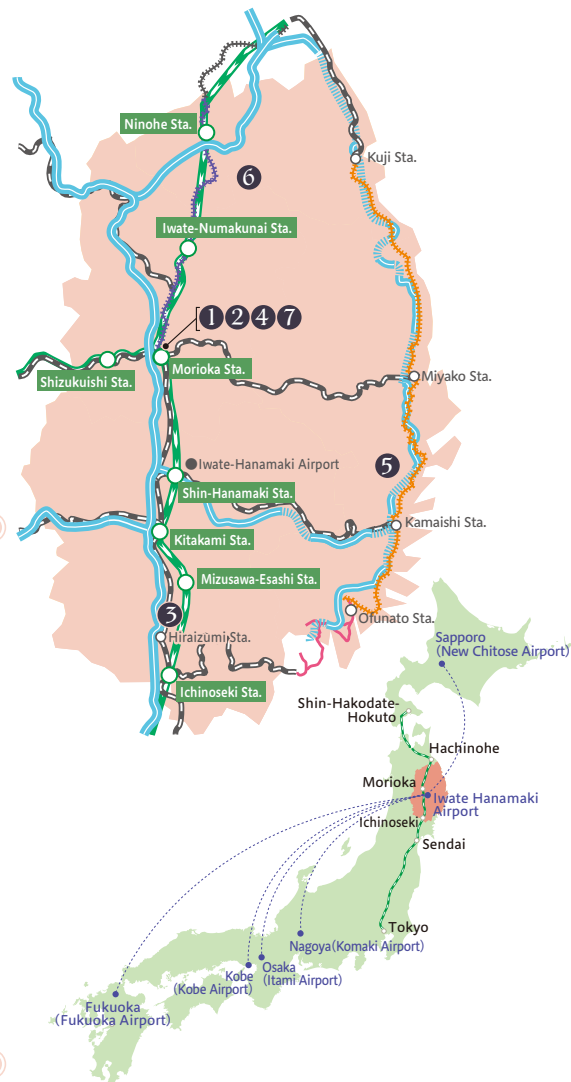 Ninohe Sta.
Kuji Sta.
6
Iwate-Numakunai Sta.
1 2 4 7
Morioka Sta.
Shizukuishi Sta.
Miyako Sta.
Iwate-Hanamaki Airport
5
Shin-Hanamaki Sta.
Kamaishi Sta.
Kitakami Sta.
Mizusawa-Esashi Sta.
3
Ofunato Sta.
Hiraizumi Sta.
Ichinoseki Sta.
Sapporo
(New Chitose Airport)
Shin-Hakodate-
Hokuto
Hachinohe
Morioka
Iwate Hanamaki
Airport
Ichinoseki
Sendai
Tokyo
Nagoya(Komaki Airport)
Osaka
(Itami Airport)
Kobe
(Kobe Airport)
Fukuoka
(Fukuoka Airport)